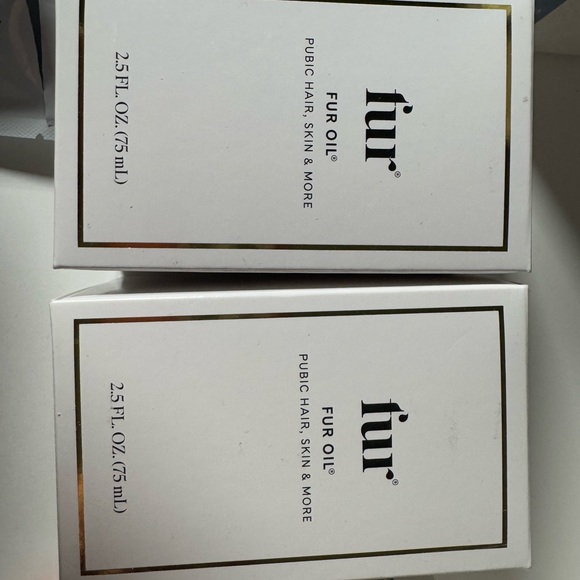 fur®
FUR OIL®
PUBIC HAIR, SKIN & MORE
2.5 FL. OZ. (75 mL)
fur®
FUR OIL®
PUBIC HAIR, SKIN & MORE
2.5 FL. OZ. (75 mL)